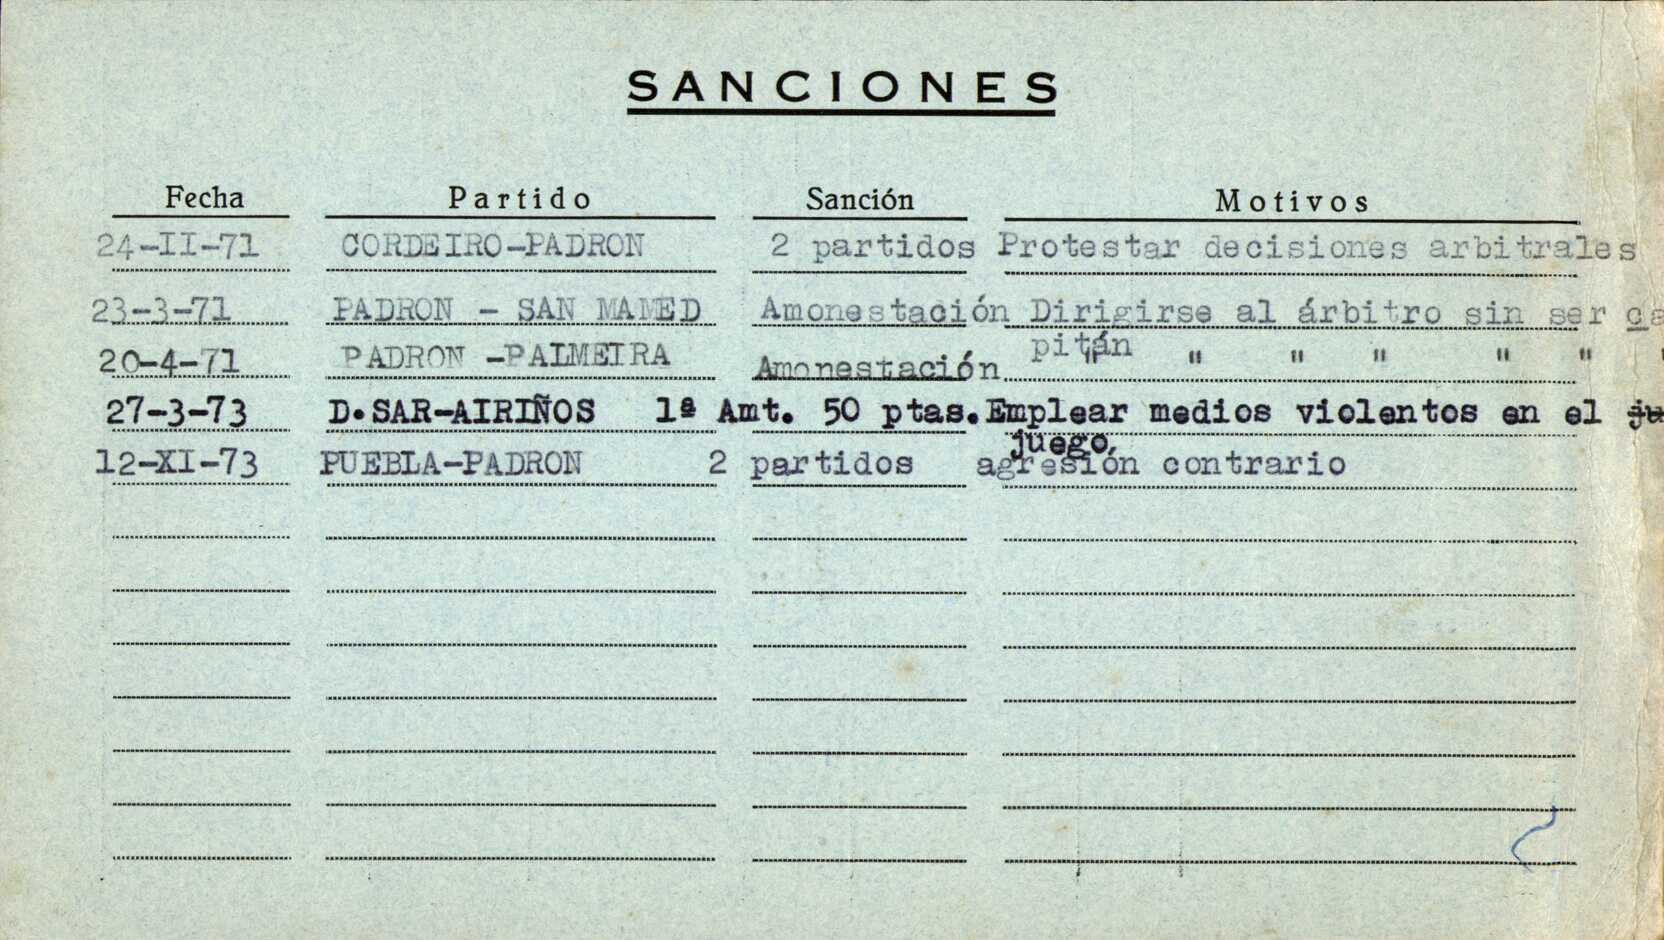 SANCIONES
Fecha Partido Sanción Motivos
24-II-71 CORDEIRO-PADRON 2 partidos Protestar decisiones arbitrales
23-3-71 PADRON - SAN MAMED Amonestación Dirigirse al árbitro sin ser ca
pitán
20-4-71 PADRON -PALMEIRA Amonestación " " " " " " "
27-3-73 D.SAR-AIRIÑOS 1ª Amt. 50 ptas. Emplear medios violentos en el ju
juego,
12-XI-73 PUEBLA-PADRON 2 partidos agresión contrario